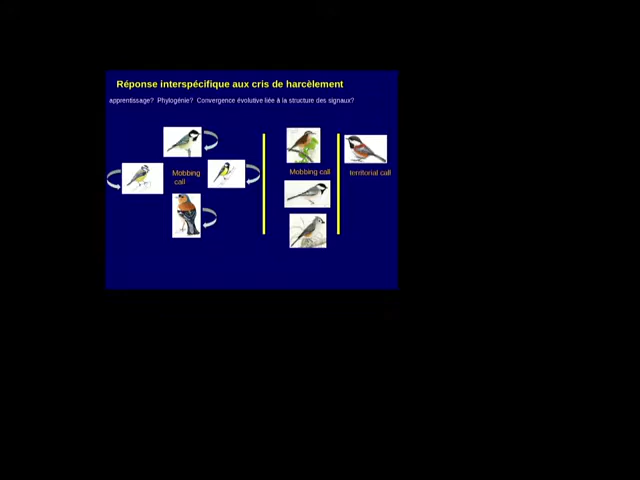 Réponse interspécifique aux cris de harcèlement
apprentissage? Phylogénie? Convergence évolutive liée à la structure des signaux?
Mobbing
call
Mobbing call
territorial call